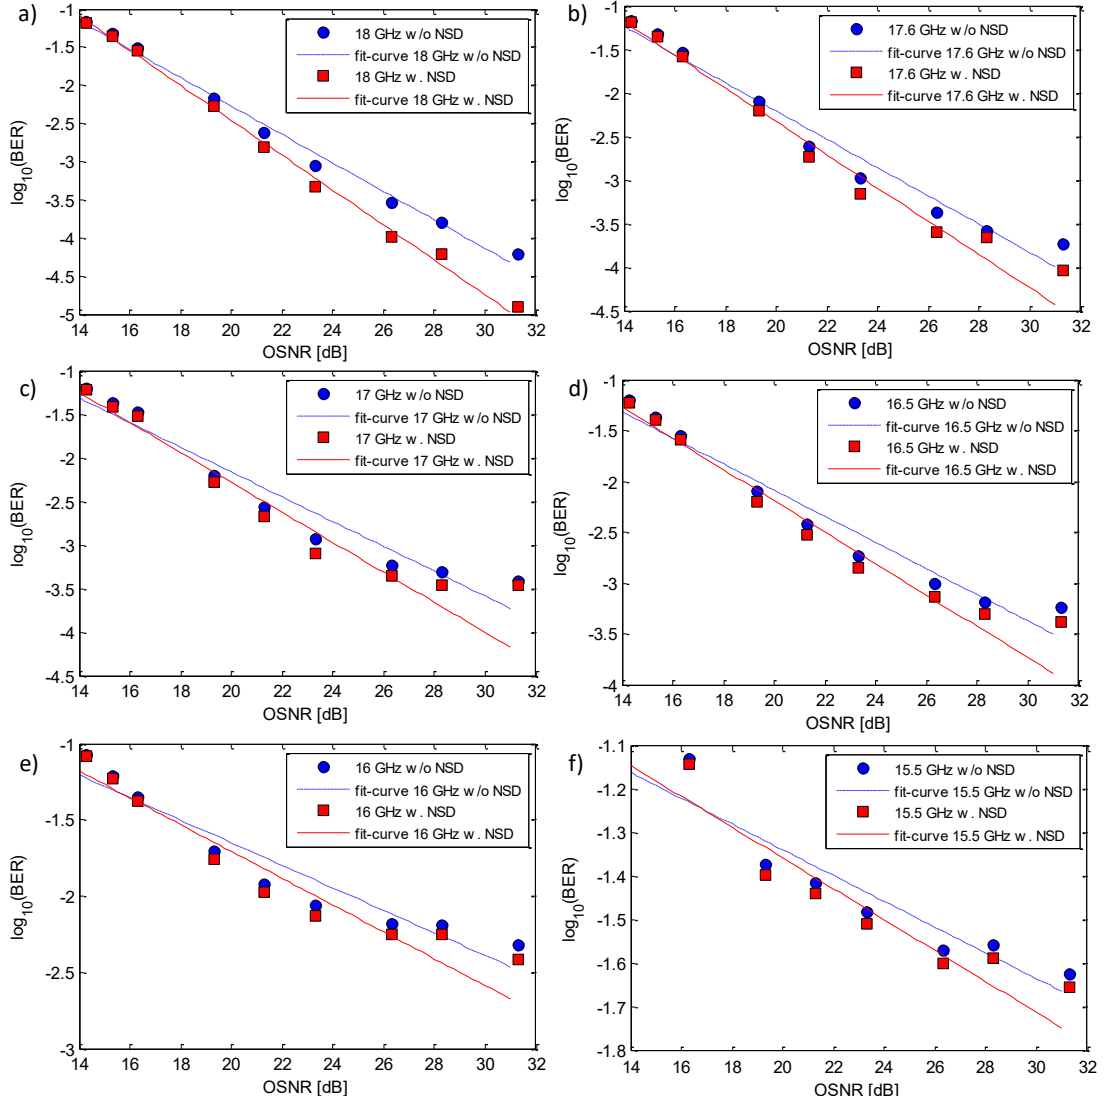 a)
-1
-1.5
-2
-2.5
-3
-3.5
-4
-4.5
-5
log10(BER)
18 GHz w/o NSD
fit-curve 18 GHz w/o NSD
18 GHz w. NSD
fit-curve 18 GHz w. NSD
14 16 18 20 22 24 26 28 30 32
OSNR [dB]
b)
-1
-1.5
-2
-2.5
-3
-3.5
-4
-4.5
log10(BER)
17.6 GHz w/o NSD
fit-curve 17.6 GHz w/o NSD
17.6 GHz w. NSD
fit-curve 17.6 GHz w. NSD
14 16 18 20 22 24 26 28 30 32
OSNR [dB]
c)
-1
-1.5
-2
-2.5
-3
-3.5
-4
-4.5
log10(BER)
17 GHz w/o NSD
fit-curve 17 GHz w/o NSD
17 GHz w. NSD
fit-curve 17 GHz w. NSD
14 16 18 20 22 24 26 28 30 32
OSNR [dB]
d)
-1
-1.5
-2
-2.5
-3
-3.5
-4
log10(BER)
16.5 GHz w/o NSD
fit-curve 16.5 GHz w/o NSD
16.5 GHz w. NSD
fit-curve 16.5 GHz w. NSD
14 16 18 20 22 24 26 28 30 32
OSNR [dB]
e)
-1
-1.5
-2
-2.5
-3
log10(BER)
16 GHz w/o NSD
fit-curve 16 GHz w/o NSD
16 GHz w. NSD
fit-curve 16 GHz w. NSD
14 16 18 20 22 24 26 28 30 32
OSNR [dB]
f)
-1.1
-1.2
-1.3
-1.4
-1.5
-1.6
-1.7
-1.8
log10(BER)
15.5 GHz w/o NSD
fit-curve 15.5 GHz w/o NSD
15.5 GHz w. NSD
fit-curve 15.5 GHz w. NSD
14 16 18 20 22 24 26 28 30 32
OSNR [dB]